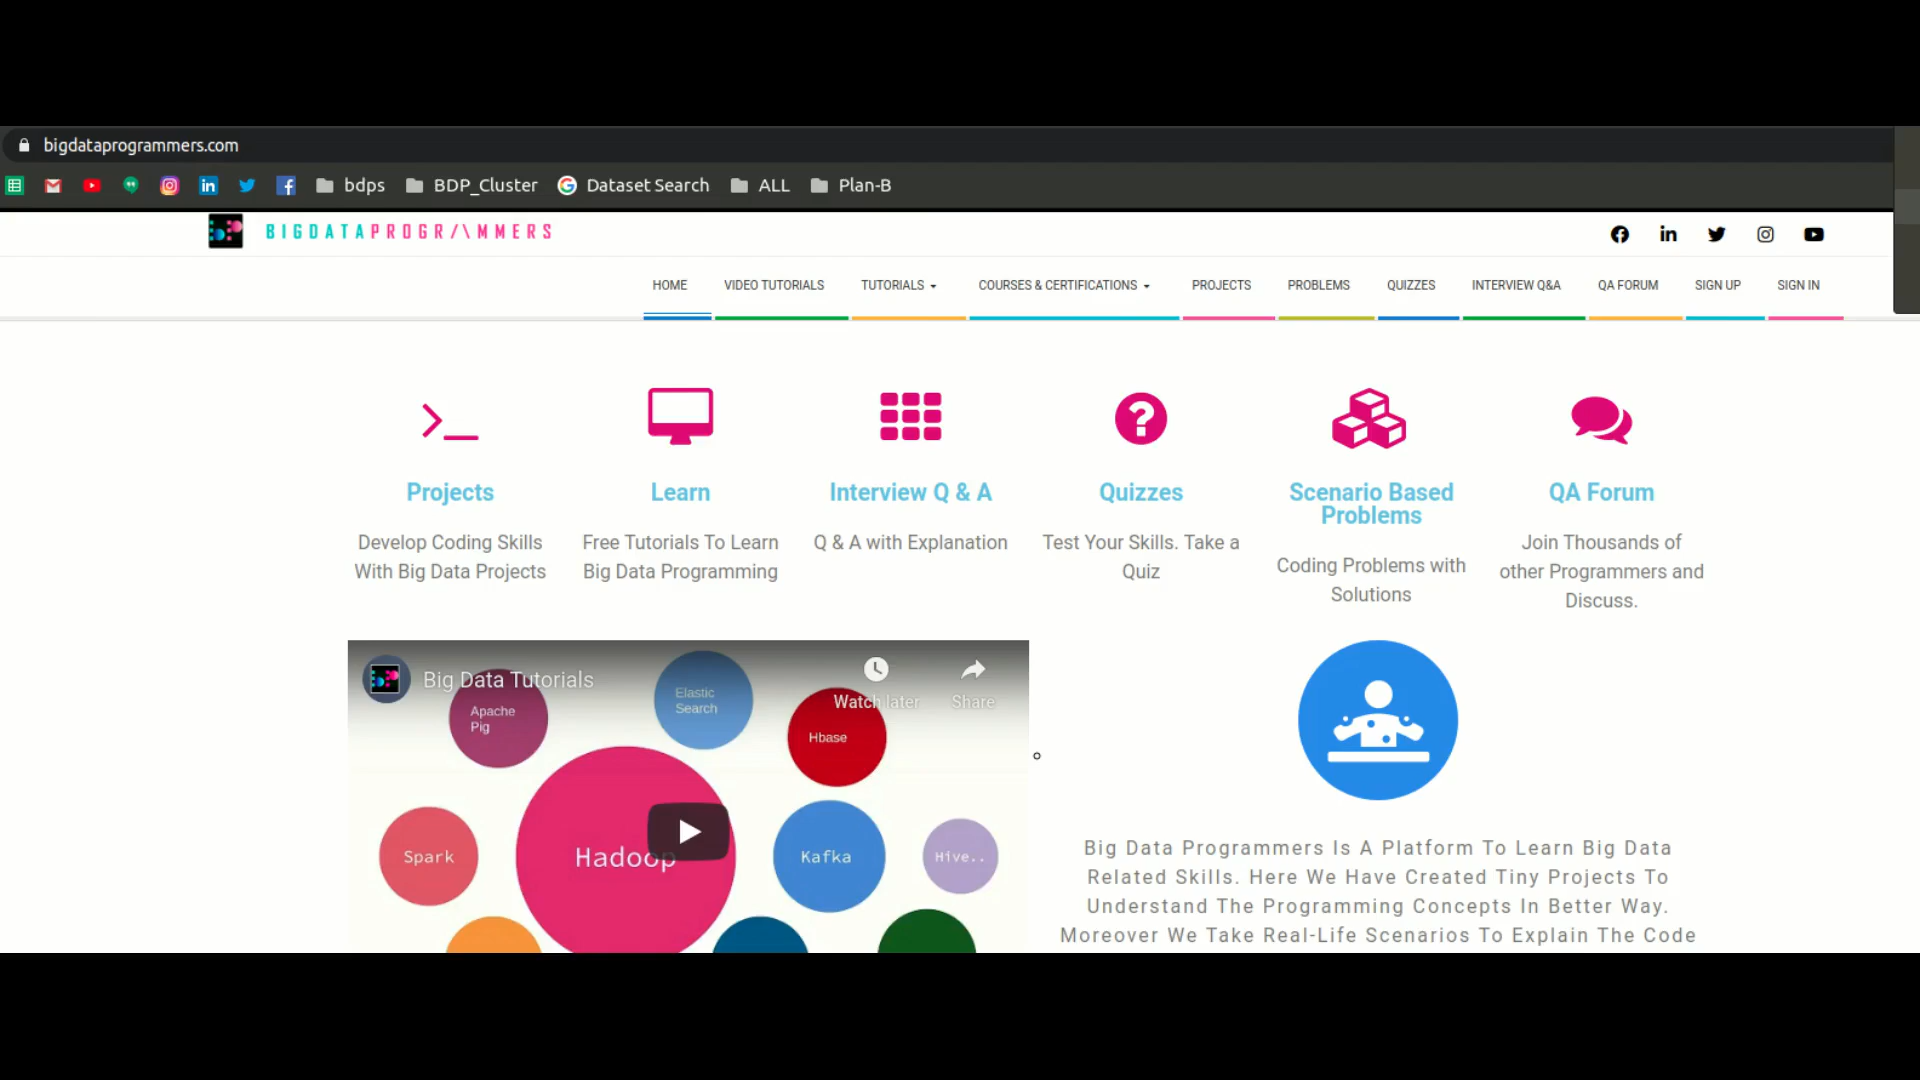 bigdataprogrammers.com
bdps BDP_Cluster Dataset Search ALL Plan-B
BIGDATAPROGR/\MMERS
HOME VIDEO TUTORIALS TUTORIALS COURSES & CERTIFICATIONS PROJECTS PROBLEMS QUIZZES INTERVIEW Q&A QA FORUM SIGN UP SIGN IN
Projects
Develop Coding Skills
With Big Data Projects
Learn
Free Tutorials To Learn
Big Data Programming
Interview Q & A
Q & A with Explanation
Quizzes
Test Your Skills. Take a
Quiz
Scenario Based
Problems
Coding Problems with
Solutions
QA Forum
Join Thousands of
other Programmers and
Discuss.
Big Data Tutorials
Watch later
Share
Apache
Pig
Elastic
Search
Hbase
Spark
Hadoop
Kafka
Hive..
Big Data Programmers Is A Platform To Learn Big Data
Related Skills. Here We Have Created Tiny Projects To
Understand The Programming Concepts In Better Way.
Moreover We Take Real-Life Scenarios To Explain The Code